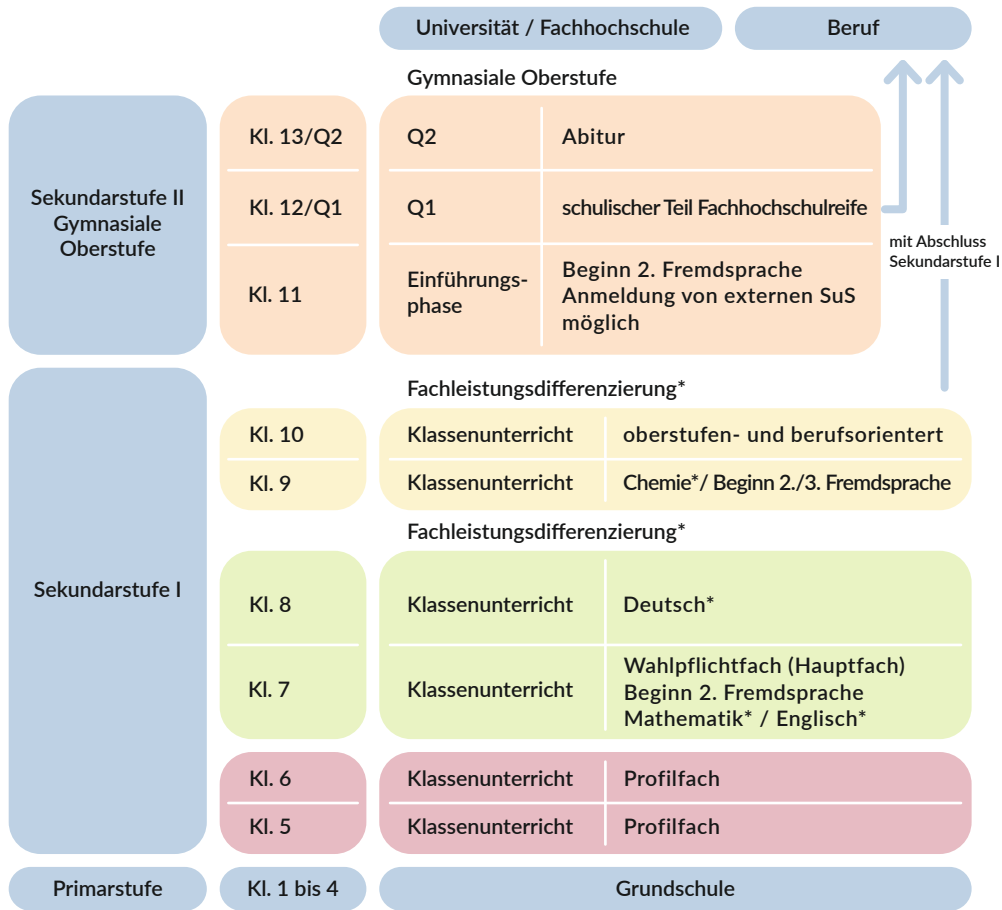 Universität / Fachhochschule
Beruf
Gymnasiale Oberstufe
Sekundarstufe II
Gymnasiale
Oberstufe
Kl. 13/Q2
Q2
Abitur
Kl. 12/Q1
Q1
schulischer Teil Fachhochschulreife
mit Abschluss
Sekundarstufe I
Kl. 11
Einführungs-
phase
Beginn 2. Fremdsprache
Anmeldung von externen SuS
möglich
Sekundarstufe I
Fachleistungsdifferenzierung*
Kl. 10
Klassenunterricht
oberstufen- und berufsorientert
Kl. 9
Klassenunterricht
Chemie*/ Beginn 2./3. Fremdsprache
Fachleistungsdifferenzierung*
Kl. 8
Klassenunterricht
Deutsch*
Kl. 7
Klassenunterricht
Wahlpflichtfach (Hauptfach)
Beginn 2. Fremdsprache
Mathematik* / Englisch*
Kl. 6
Klassenunterricht
Profilfach
Kl. 5
Klassenunterricht
Profilfach
Primarstufe
Kl. 1 bis 4
Grundschule